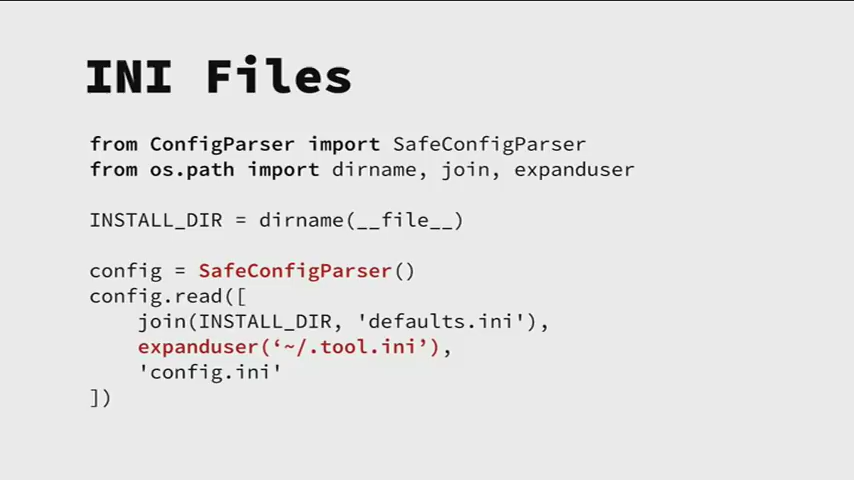 INI Files
from ConfigParser import SafeConfigParser
from os.path import dirname, join, expanduser
INSTALL_DIR = dirname(__file__)
config = SafeConfigParser()
config.read([
    join(INSTALL_DIR, 'defaults.ini'),
    expanduser(‘~/.tool.ini’),
    'config.ini'
])